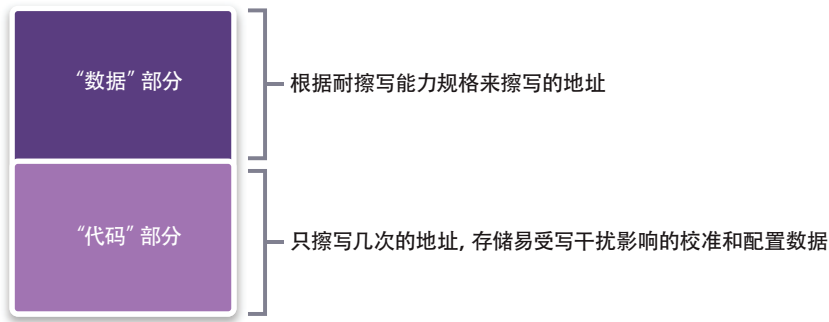 “数据” 部分
根据耐擦写能力规格来擦写的地址
“代码” 部分
只擦写几次的地址, 存储易受写干扰影响的校准和配置数据